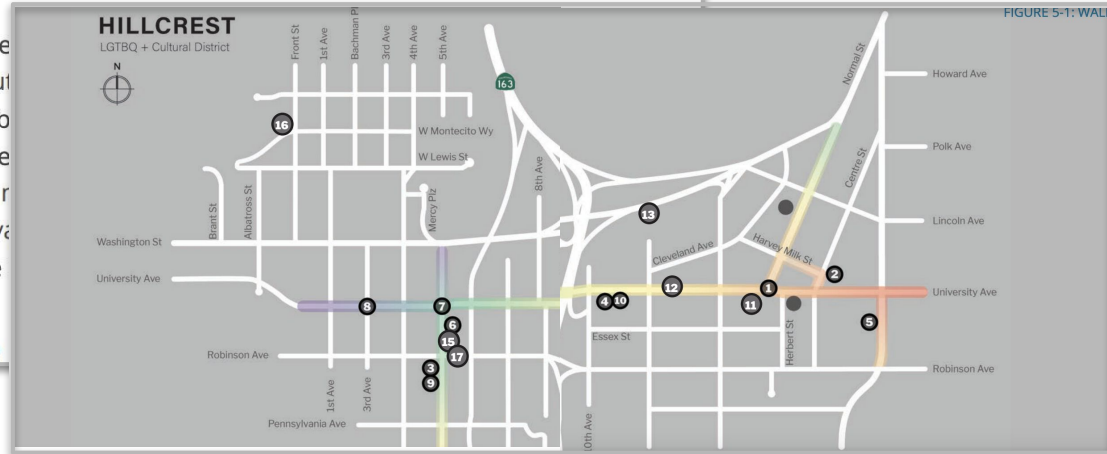 FIGURE 5-1: WAL
HILLCREST
LGTBQ + Cultural District
N
Front St
1st Ave
Bachman Pl
3rd Ave
4th Ave
5th Ave
163
Normal St
Howard Ave
16
W Montecito Wy
Polk Ave
W Lewis St
Centre St
8th Ave
Brant St
Albatross St
Mercy Plz
13
Lincoln Ave
Washington St
Cleveland Ave
Harvey Milk St
2
University Ave
12
1
University Ave
8
7
4
10
11
6
5
15
Essex St
Herbert St
Robinson Ave
17
3
Robinson Ave
9
1st Ave
3rd Ave
Pennsylvania Ave
10th Ave